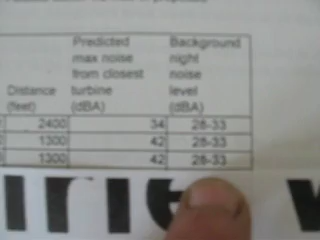 Predicted Background
max noise night
from closest noise
Distance turbine level
(feet) (dBA) (dBA)
2400 34 28-33
1300 42 28-33
1300 42 28-33